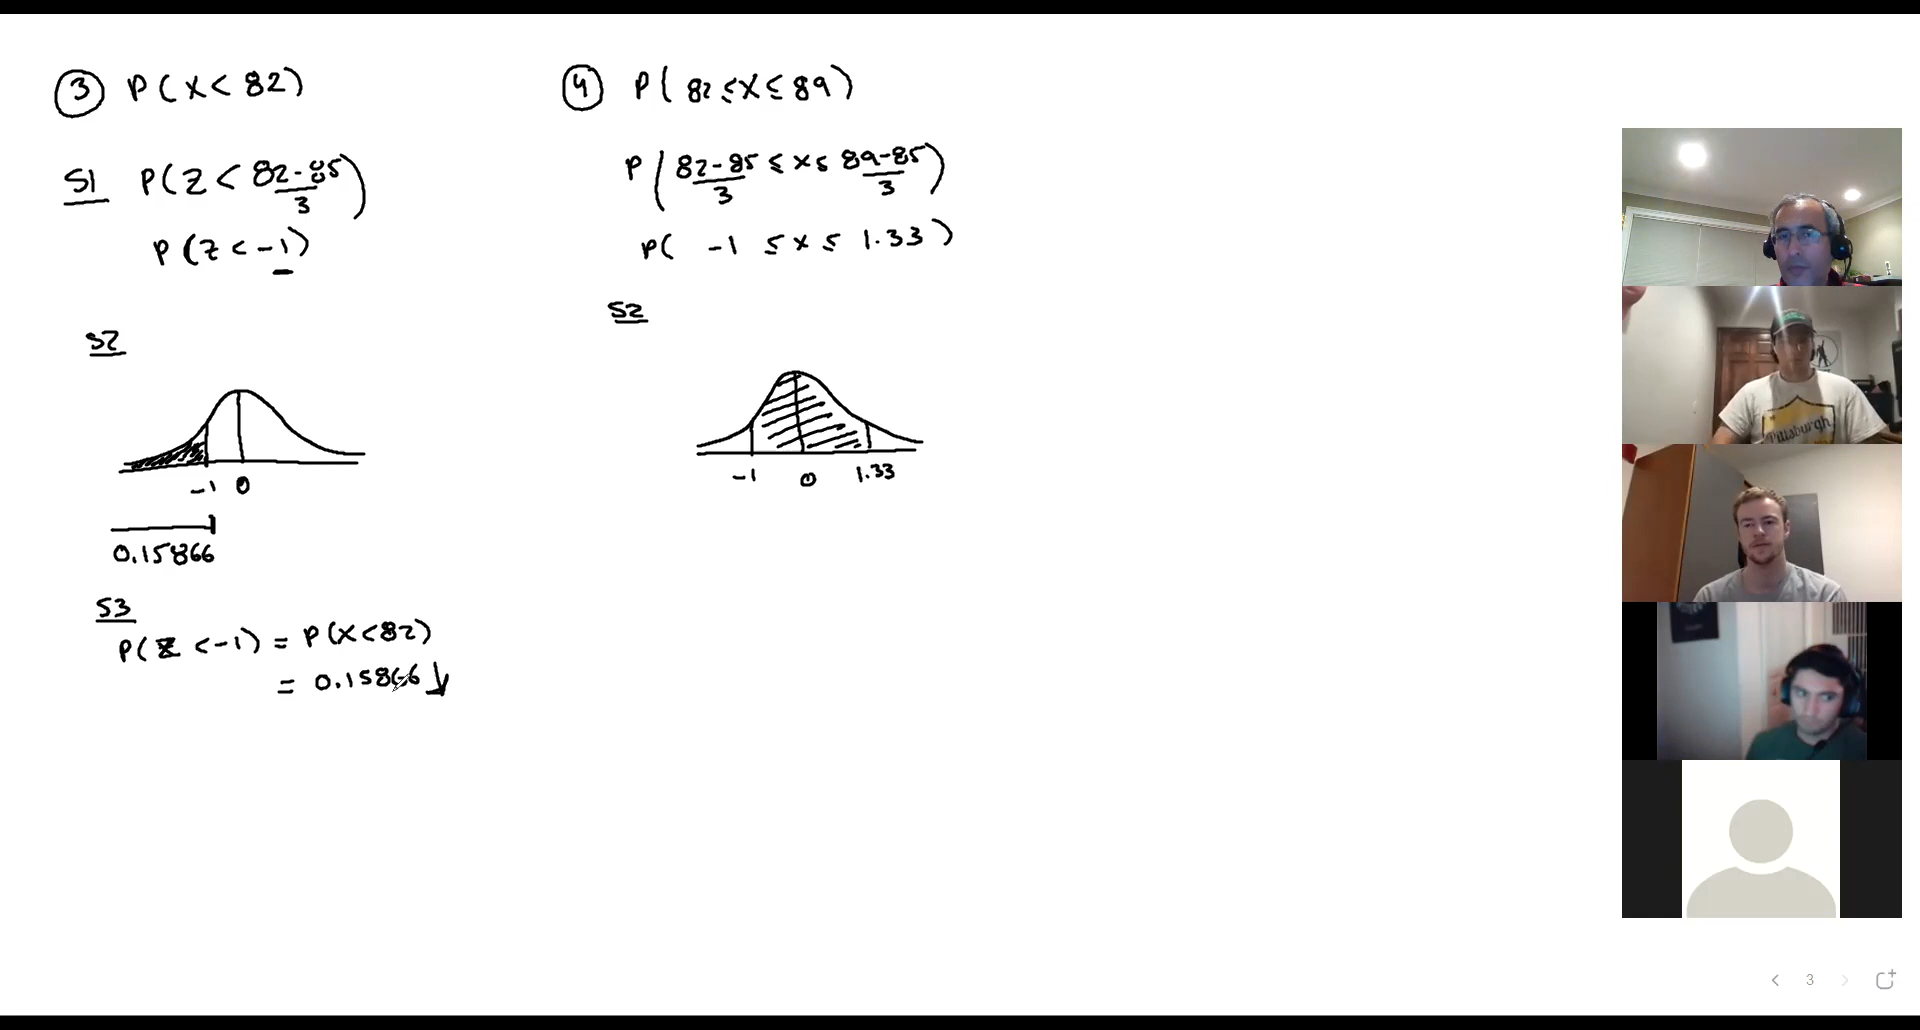 ③ P(X < 82)
S1 P(Z < 82-85/3)
P(Z < -1)
S2
-1 0
0.15866
S3
P(Z < -1) = P(X < 82)
= 0.15866
④ P(82 ≤ X ≤ 89)
P(82-85/3 ≤ X ≤ 89-85/3)
P(-1 ≤ X ≤ 1.33)
S2
-1 0 1.33
Pittsburgh
3